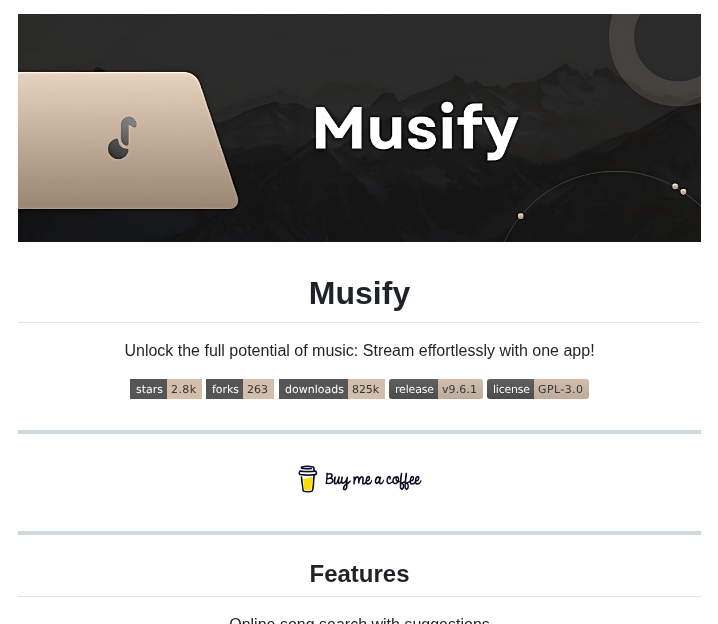 Musify
Musify
Unlock the full potential of music: Stream effortlessly with one app!
stars 2.8k forks 263 downloads 825k release v9.6.1 license GPL-3.0
Buy me a coffee
Features
Online song search with suggestions